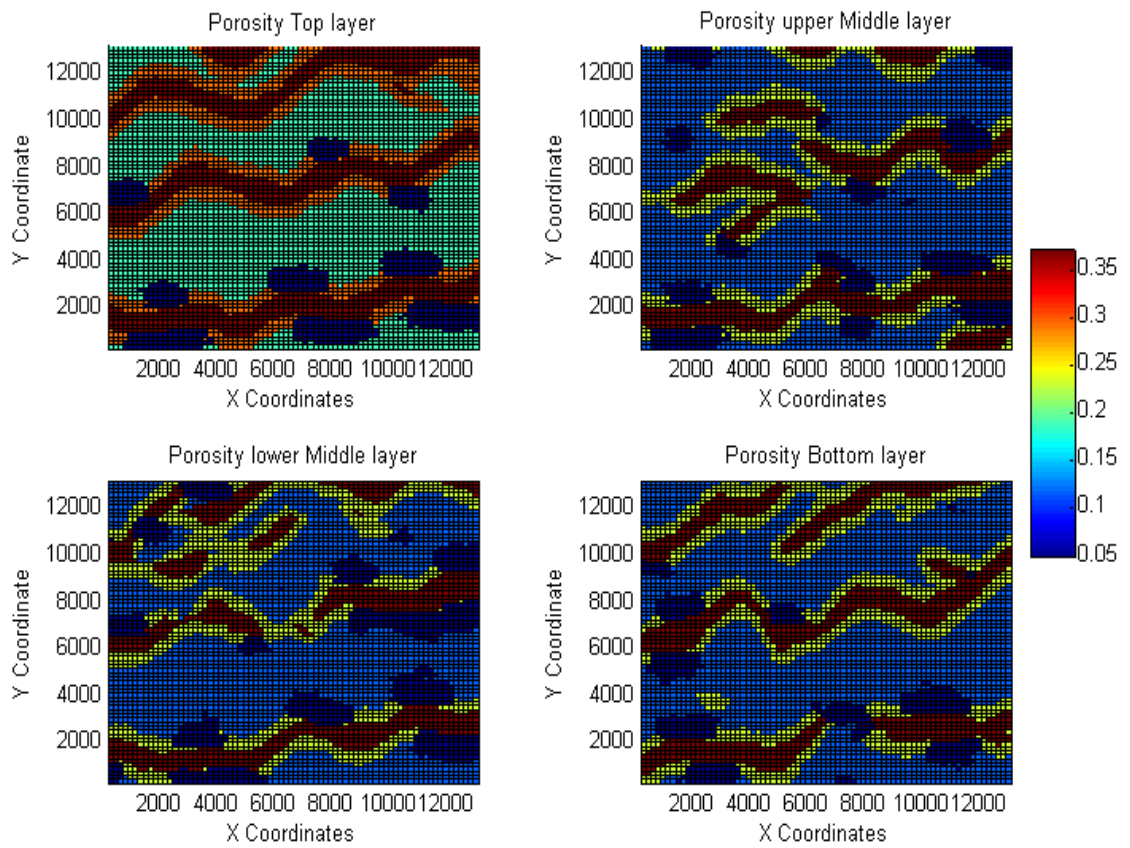 Porosity Top layer
Y Coordinate
12000
10000
8000
6000
4000
2000
2000 4000 6000 8000 10000 12000
X Coordinates
Porosity upper Middle layer
Y Coordinate
12000
10000
8000
6000
4000
2000
2000 4000 6000 8000 10000 12000
X Coordinates
0.35
0.3
0.25
0.2
0.15
0.1
0.05
Porosity lower Middle layer
Y Coordinate
12000
10000
8000
6000
4000
2000
2000 4000 6000 8000 10000 12000
X Coordinates
Porosity Bottom layer
Y Coordinate
12000
10000
8000
6000
4000
2000
2000 4000 6000 8000 10000 12000
X Coordinates